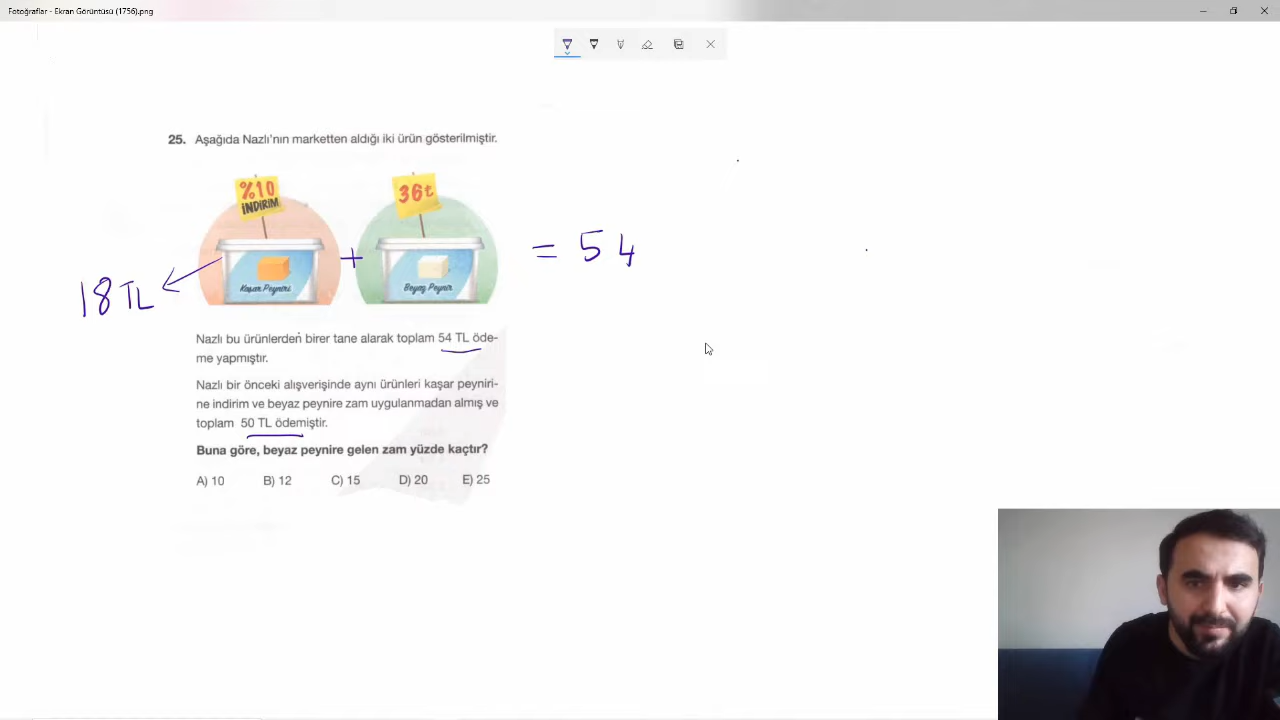 Fotoğraflar - Ekran Görüntüsü (1756).png
25. Aşağıda Nazlı'nın marketten aldığı iki ürün gösterilmiştir.
%10
İNDİRİM
36₺
Kaşar Peyniri
+
Beyaz Peynir
= 54
18 TL
Nazlı bu ürünlerden birer tane alarak toplam 54 TL öde-
me yapmıştır.
Nazlı bir önceki alışverişinde aynı ürünleri kaşar peyniri-
ne indirim ve beyaz peynire zam uygulanmadan almış ve
toplam 50 TL ödemiştir.
Buna göre, beyaz peynire gelen zam yüzde kaçtır?
A) 10 B) 12 C) 15 D) 20 E) 25